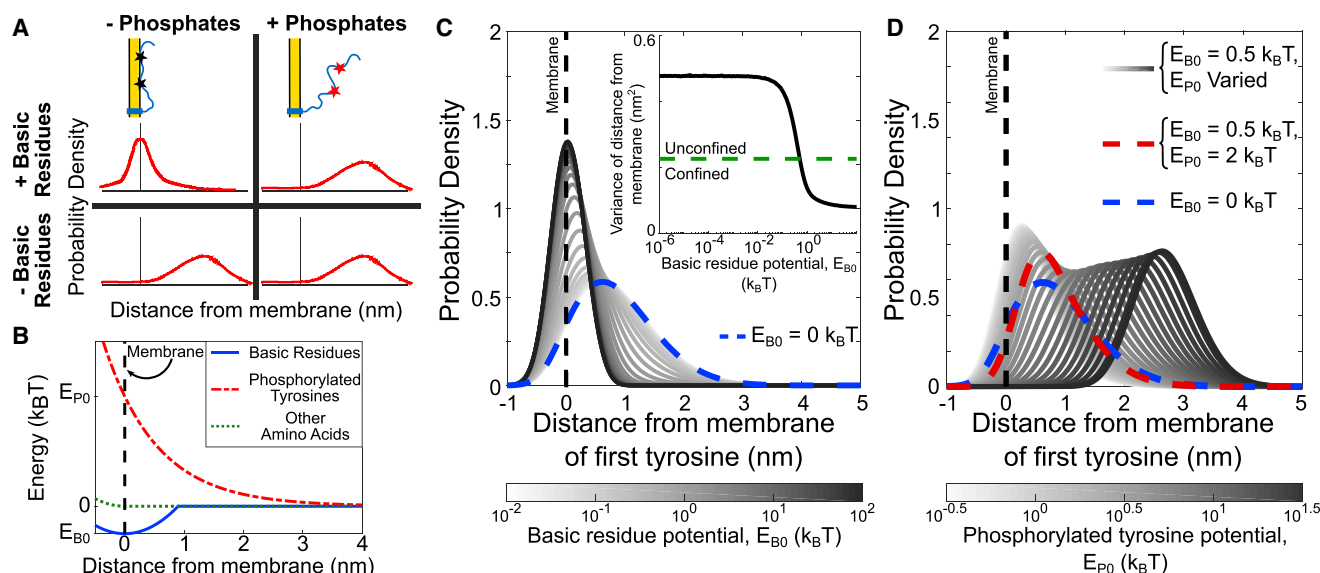 A
- Phosphates
+ Phosphates
+ Basic
Residues
- Basic
Residues
Probability Density
Distance from membrane (nm)
B
Energy (kBT)
EP0
0
EB0
Membrane
Basic Residues
Phosphorylated
Tyrosines
Other
Amino Acids
0 1 2 3 4
Distance from membrane (nm)
C
Probability Density
2
1.5
1
0.5
0
Membrane
Variance of distance from
membrane (nm²)
0.6
0
Unconfined
Confined
10⁻⁶ 10⁻⁴ 10⁻² 10⁰
Basic residue potential, EB0
(kBT)
EB0 = 0 kBT
-1 0 1 2 3 4 5
Distance from membrane
of first tyrosine (nm)
10⁻² 10⁻¹ 10⁰ 10¹ 10²
Basic residue potential, EB0 (kBT)
D
Probability Density
2
1.5
1
0.5
0
Membrane
EB0 = 0.5 kBT,
EP0 Varied
EB0 = 0.5 kBT,
EP0 = 2 kBT
EB0 = 0 kBT
-1 0 1 2 3 4 5
Distance from membrane
of first tyrosine (nm)
10⁻⁰·⁵ 10⁰ 10⁰·⁵ 10¹ 10¹·⁵
Phosphorylated tyrosine potential,
EP0 (kBT)